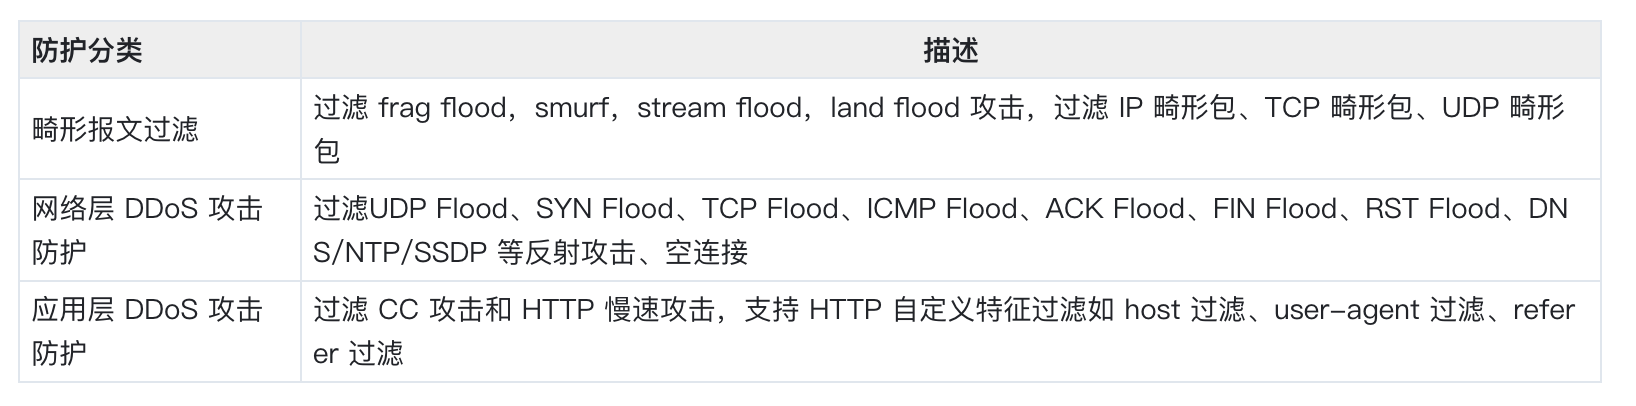 防护分类
描述
畸形报文过滤
过滤 frag flood，smurf，stream flood，land flood 攻击，过滤 IP 畸形包、TCP 畸形包、UDP 畸形
包
网络层 DDoS 攻击
防护
过滤UDP Flood、SYN Flood、TCP Flood、ICMP Flood、ACK Flood、FIN Flood、RST Flood、DN
S/NTP/SSDP 等反射攻击、空连接
应用层 DDoS 攻击
防护
过滤 CC 攻击和 HTTP 慢速攻击，支持 HTTP 自定义特征过滤如 host 过滤、user-agent 过滤、refer
er 过滤